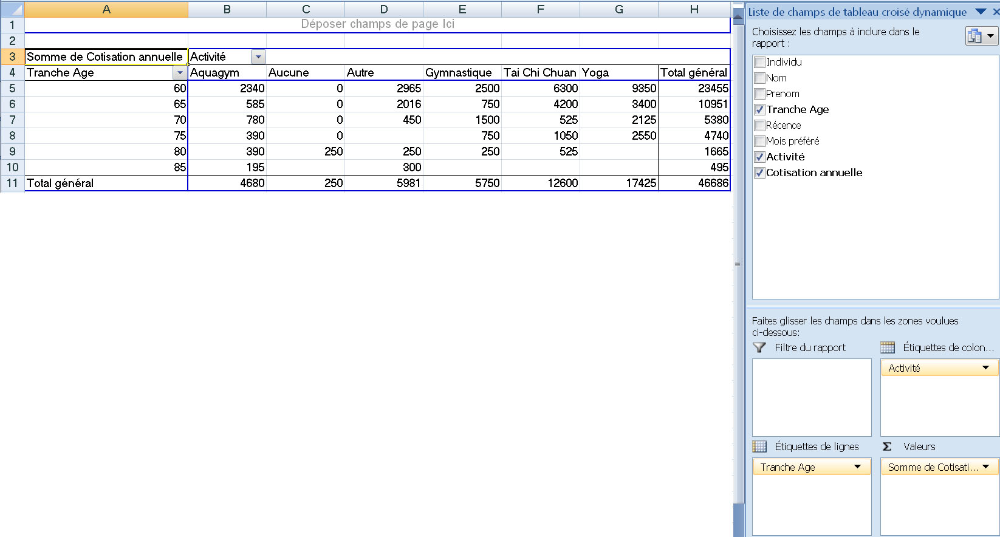 A B C D E F G H
1 Déposer champs de page Ici
2
3 Somme de Cotisation annuelle Activité
4 Tranche Age Aquagym Aucune Autre Gymnastique Tai Chi Chuan Yoga Total général
5 60 2340 0 2965 2500 6300 9350 23455
6 65 585 0 2016 750 4200 3400 10951
7 70 780 0 450 1500 525 2125 5380
8 75 390 0 750 1050 2550 4740
9 80 390 250 250 250 525 1665
10 85 195 300 495
11 Total général 4680 250 5981 5750 12600 17425 46686
Liste de champs de tableau croisé dynamique
Choisissez les champs à inclure dans le
rapport :
Individu
Nom
Prenom
Tranche Age
Récence
Mois préféré
Activité
Cotisation annuelle
Faites glisser les champs dans les zones voulues
ci-dessous:
Filtre du rapport
Étiquettes de colon...
Activité
Étiquettes de lignes
Σ Valeurs
Tranche Age
Somme de Cotisati...